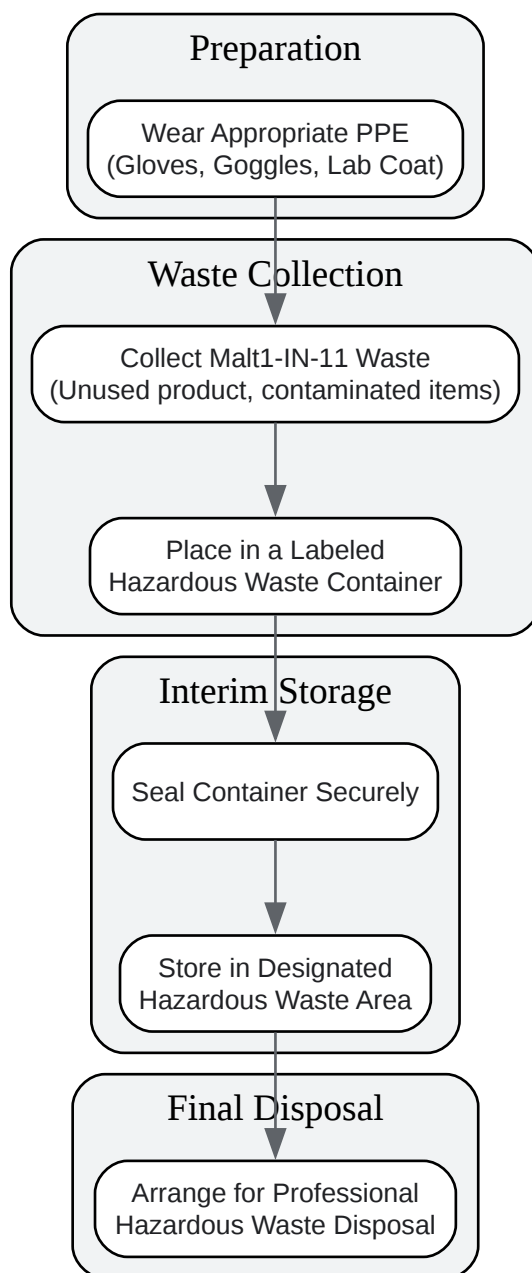 Preparation
Wear Appropriate PPE
(Gloves, Goggles, Lab Coat)
Waste Collection
Collect Malt1-IN-11 Waste
(Unused product, contaminated items)
Place in a Labeled
Hazardous Waste Container
Interim Storage
Seal Container Securely
Store in Designated
Hazardous Waste Area
Final Disposal
Arrange for Professional
Hazardous Waste Disposal